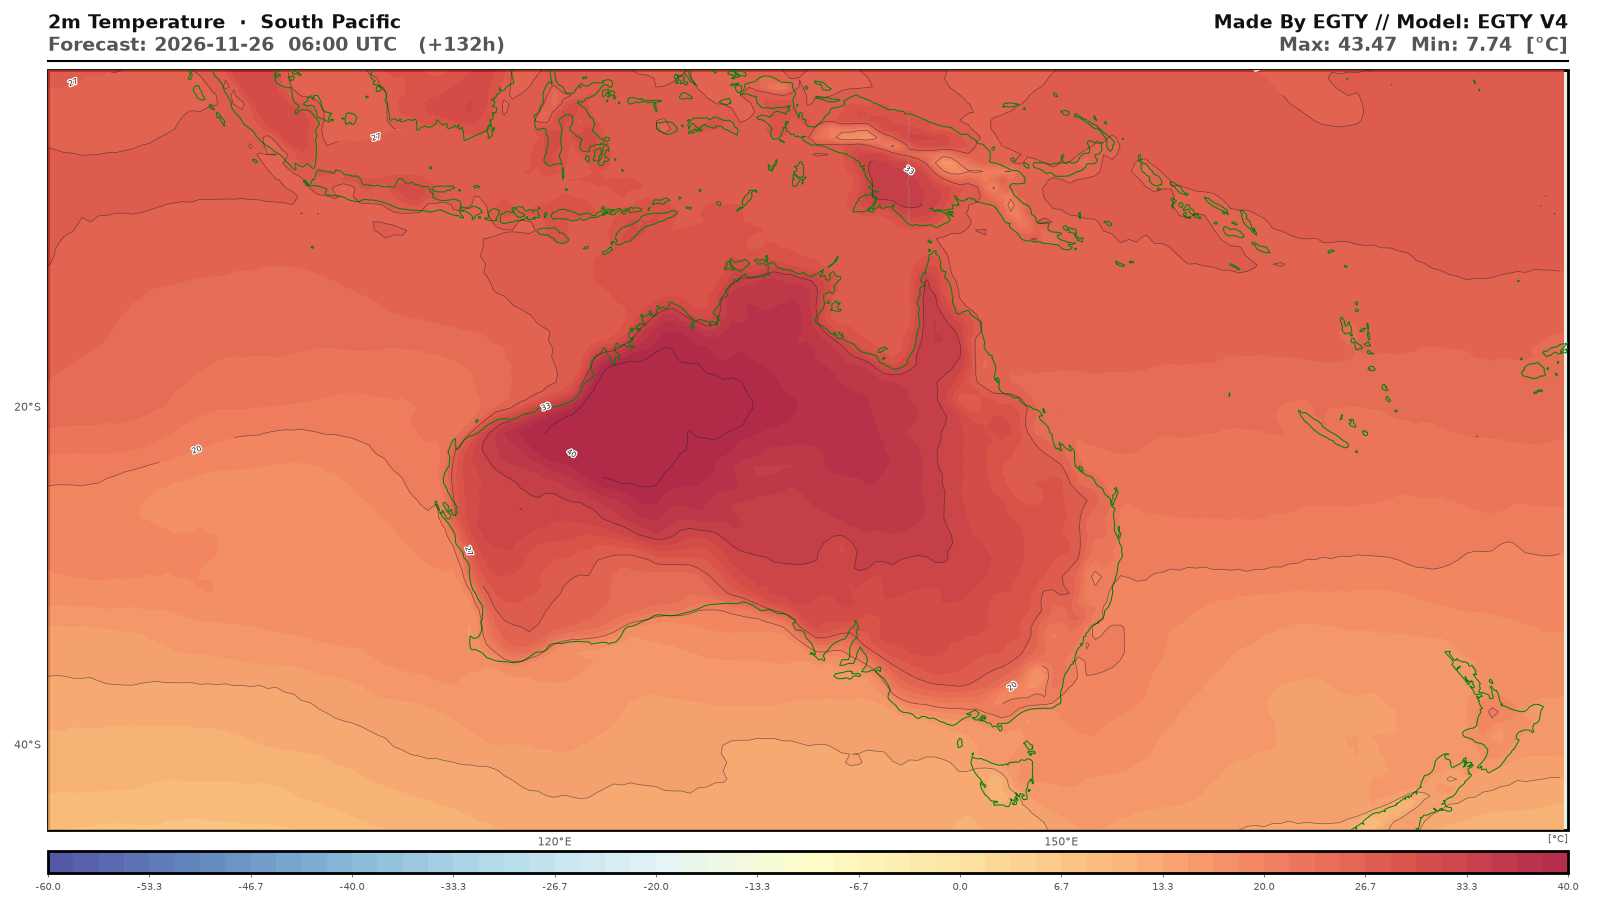 2m Temperature · South Pacific
Made By EGTY // Model: EGTY V4
Forecast: 2026-11-26 06:00 UTC (+132h)
Max: 43.47 Min: 7.74 [°C]
27
27
33
20°S
33
20
40
27
20
40°S
120°E
150°E
[°C]
-60.0
-53.3
-46.7
-40.0
-33.3
-26.7
-20.0
-13.3
-6.7
0.0
6.7
13.3
20.0
26.7
33.3
40.0